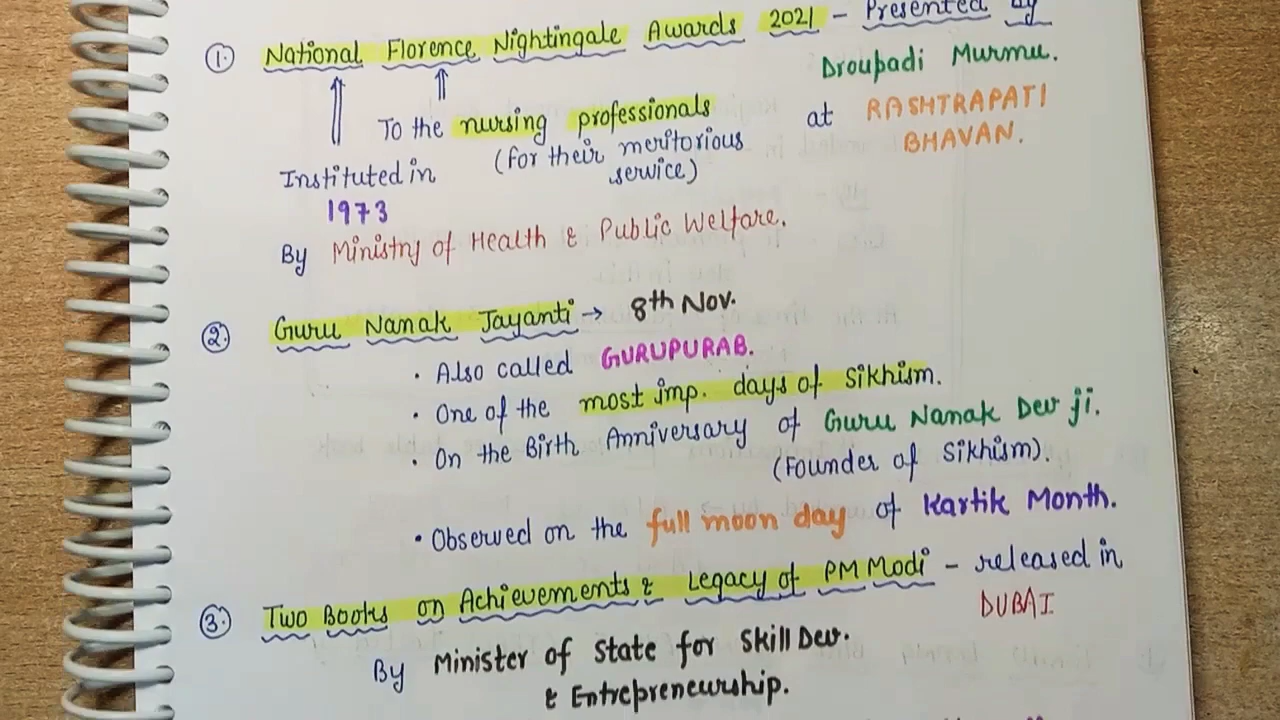 ① National Florence Nightingale Awards 2021 - Presented by
Droupadi Murmu.
at RASHTRAPATI
BHAVAN.
To the nursing professionals
(for their meritorious
service)
Instituted in
1973
By Ministry of Health & Public Welfare.
② Guru Nanak Jayanti → 8th Nov.
• Also called GURUPURAB.
• One of the most imp. days of Sikhism.
• On the Birth Anniversary of Guru Nanak Dev ji.
(Founder of Sikhism).
• Observed on the full moon day of Kartik Month.
③ Two Books on Achievements & Legacy of PM Modi - released in
DUBAI
By Minister of State for Skill Dev.
& Entrepreneurship.